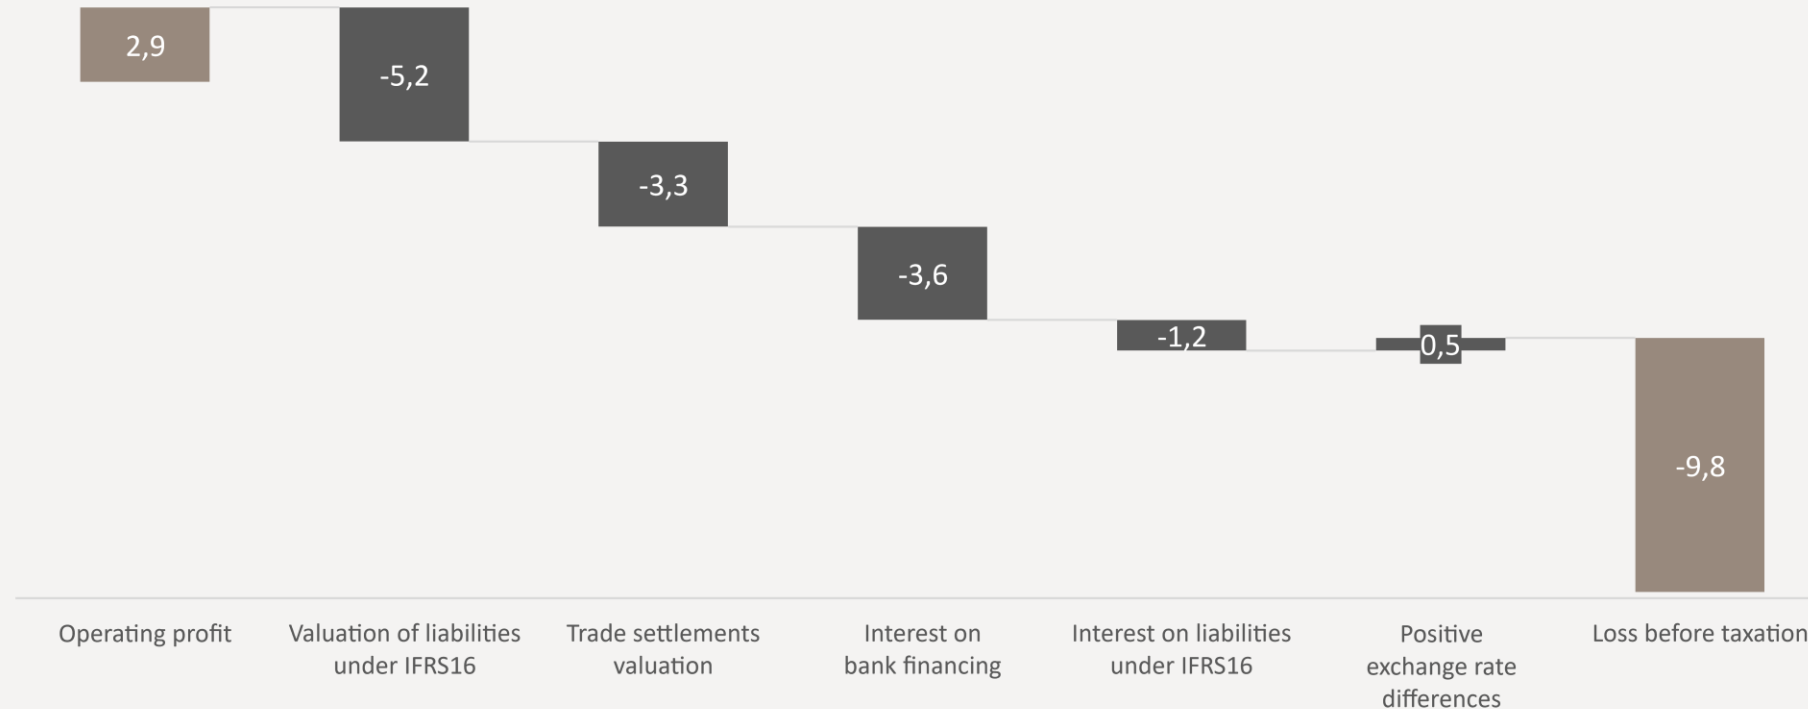 2,9
-5,2
-3,3
-3,6
-1,2
0,5
-9,8
Operating profit
Valuation of liabilities
under IFRS16
Trade settlements
valuation
Interest on
bank financing
Interest on liabilities
under IFRS16
Positive
exchange rate
differences
Loss before taxation